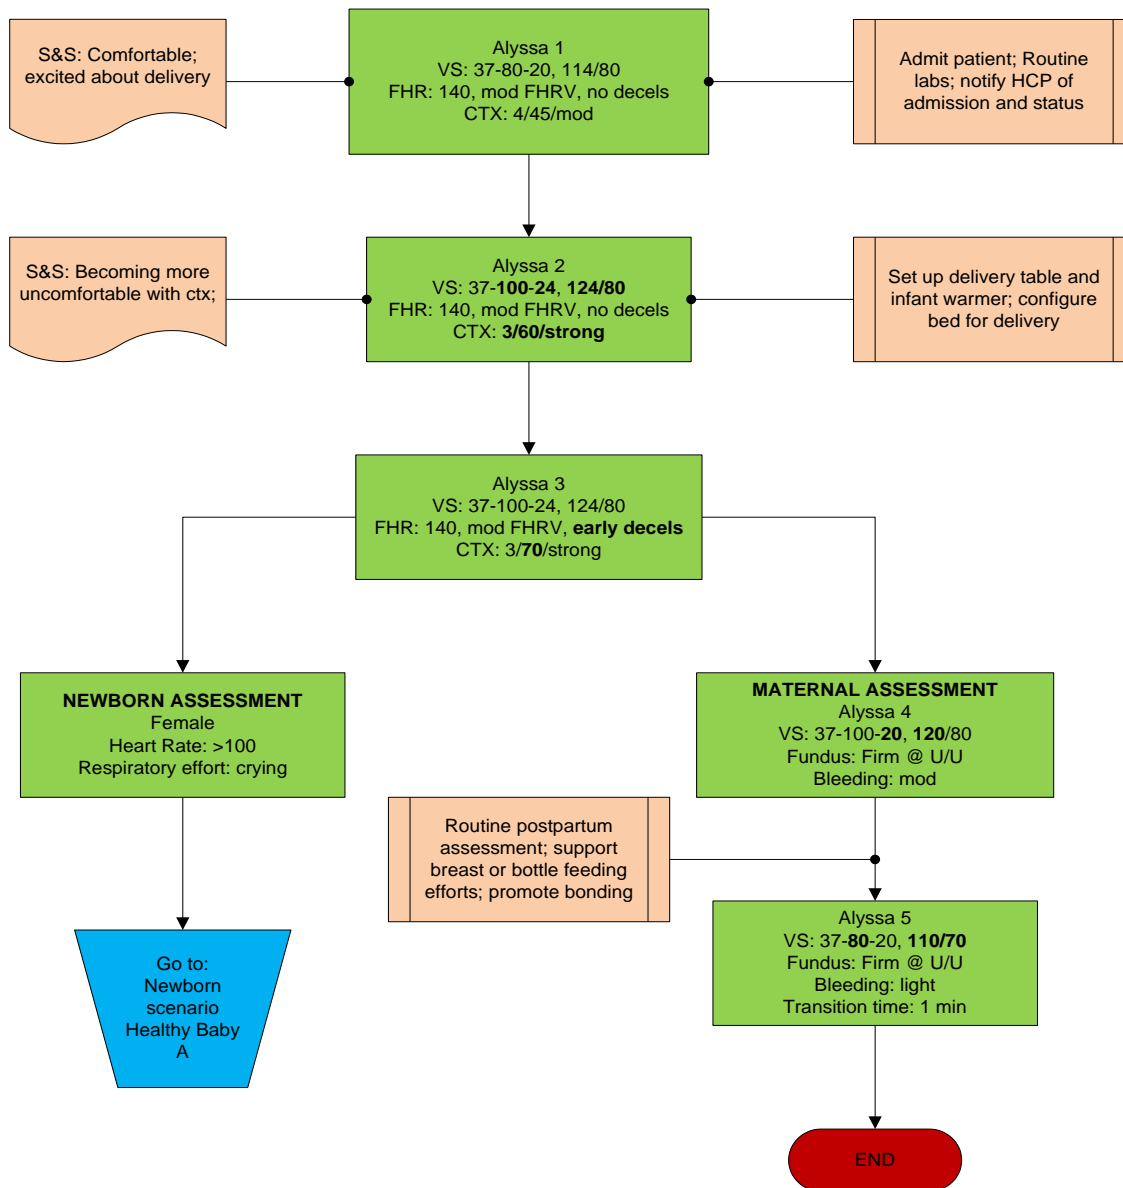 S&S: Comfortable;
excited about delivery
Alyssa 1
VS: 37-80-20, 114/80
FHR: 140, mod FHRV, no decels
CTX: 4/45/mod
Admit patient; Routine
labs; notify HCP of
admission and status
S&S: Becoming more
uncomfortable with ctx;
Alyssa 2
VS: 37-100-24, 124/80
FHR: 140, mod FHRV, no decels
CTX: 3/60/strong
Set up delivery table and
infant warmer; configure
bed for delivery
Alyssa 3
VS: 37-100-24, 124/80
FHR: 140, mod FHRV, early decels
CTX: 3/70/strong
NEWBORN ASSESSMENT
Female
Heart Rate: >100
Respiratory effort: crying
MATERNAL ASSESSMENT
Alyssa 4
VS: 37-100-20, 120/80
Fundus: Firm @ U/U
Bleeding: mod
Routine postpartum
assessment; support
breast or bottle feeding
efforts; promote bonding
Alyssa 5
VS: 37-80-20, 110/70
Fundus: Firm @ U/U
Bleeding: light
Transition time: 1 min
Go to:
Newborn
scenario
Healthy Baby
A
END